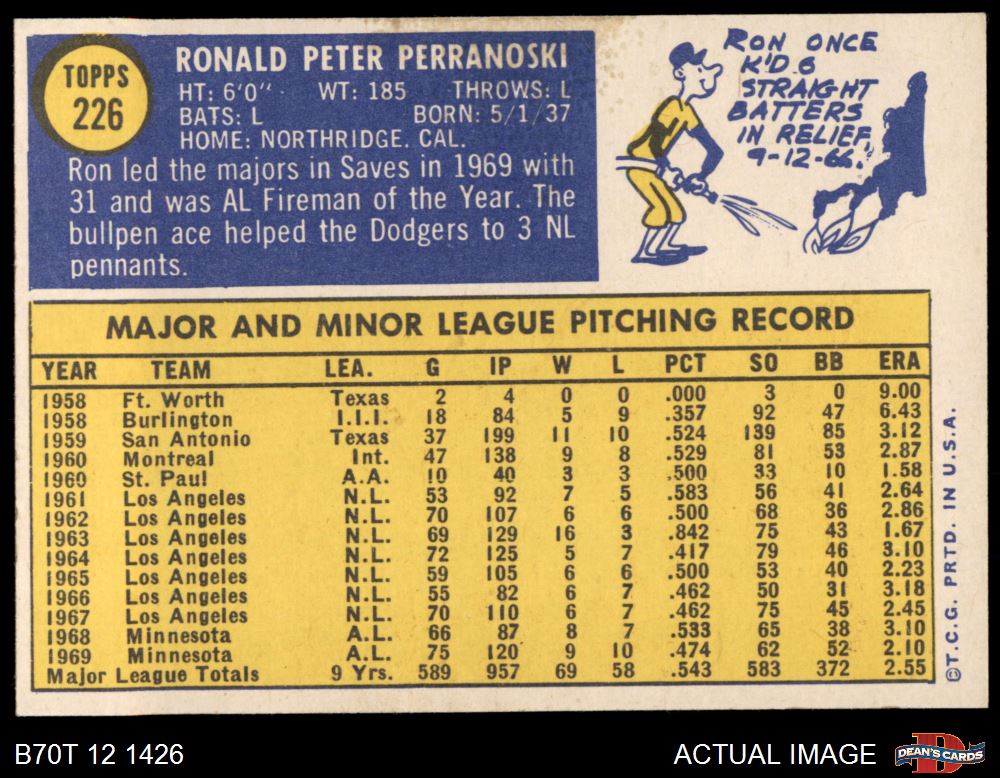 TOPPS
226
RONALD PETER PERRANOSKI
HT: 6'0" WT: 185 THROWS: L
BATS: L BORN: 5/1/37
HOME: NORTHRIDGE. CAL.
Ron led the majors in Saves in 1969 with
31 and was AL Fireman of the Year. The
bullpen ace helped the Dodgers to 3 NL
pennants.
RON ONCE
K'D 6
STRAIGHT
BATTERS
IN RELIEF,
9-12-66.
MAJOR AND MINOR LEAGUE PITCHING RECORD
YEAR TEAM LEA. G IP W L PCT SO BB ERA
1958 Ft. Worth Texas 2 4 0 0 .000 3 0 9.00
1958 Burlington I.I.I. 18 84 5 9 .357 92 47 6.43
1959 San Antonio Texas 37 199 11 10 .524 139 85 3.12
1960 Montreal Int. 47 138 9 8 .529 81 53 2.87
1960 St. Paul A.A. 10 40 3 3 .500 33 10 1.58
1961 Los Angeles N.L. 53 92 7 5 .583 56 41 2.64
1962 Los Angeles N.L. 70 107 6 6 .500 68 36 2.86
1963 Los Angeles N.L. 69 129 16 3 .842 75 43 1.67
1964 Los Angeles N.L. 72 125 5 7 .417 79 46 3.10
1965 Los Angeles N.L. 59 105 6 6 .500 53 40 2.23
1966 Los Angeles N.L. 55 82 6 7 .462 50 31 3.18
1967 Los Angeles N.L. 70 110 6 7 .462 75 45 2.45
1968 Minnesota A.L. 66 87 8 7 .533 65 38 3.10
1969 Minnesota A.L. 75 120 9 10 .474 62 52 2.10
Major League Totals 9 Yrs. 589 957 69 58 .543 583 372 2.55
©T.C.G. PRTD. IN U.S.A.
B70T 12 1426
ACTUAL IMAGE
DEAN'S CARDS